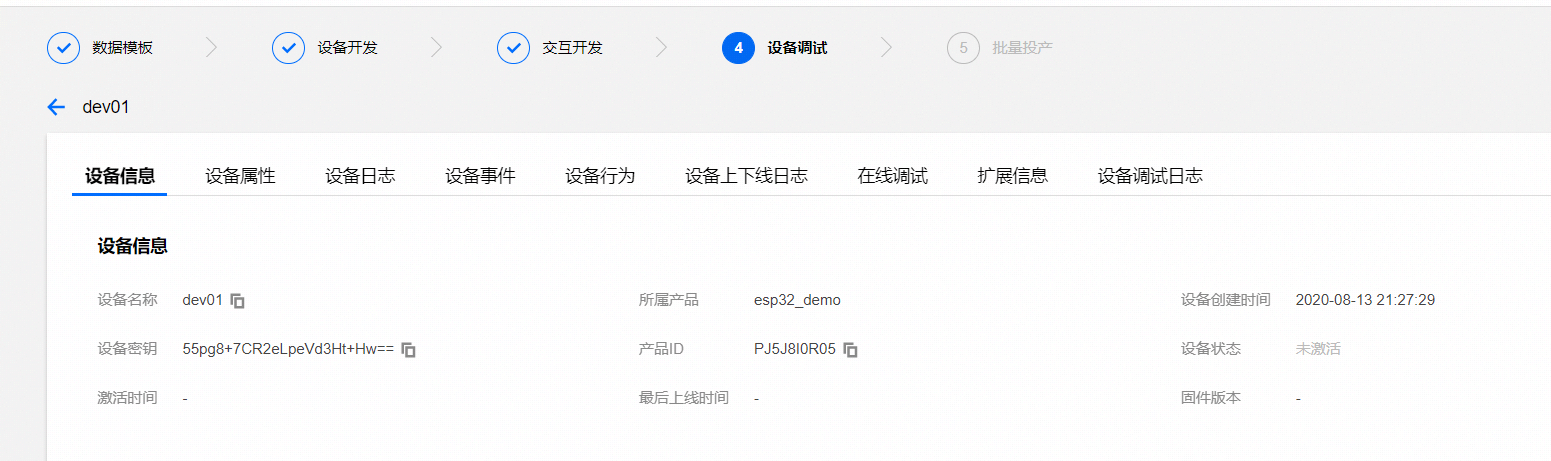 数据模板 设备开发 交互开发 4 设备调试 5 批量投产
dev01
设备信息 设备属性 设备日志 设备事件 设备行为 设备上下线日志 在线调试 扩展信息 设备调试日志
设备信息
设备名称 dev01 所属产品 esp32_demo 设备创建时间 2020-08-13 21:27:29
设备密钥 55pg8+7CR2eLpeVd3Ht+Hw== 产品ID PJ5J8I0R05 设备状态 未激活
激活时间 - 最后上线时间 - 固件版本 -